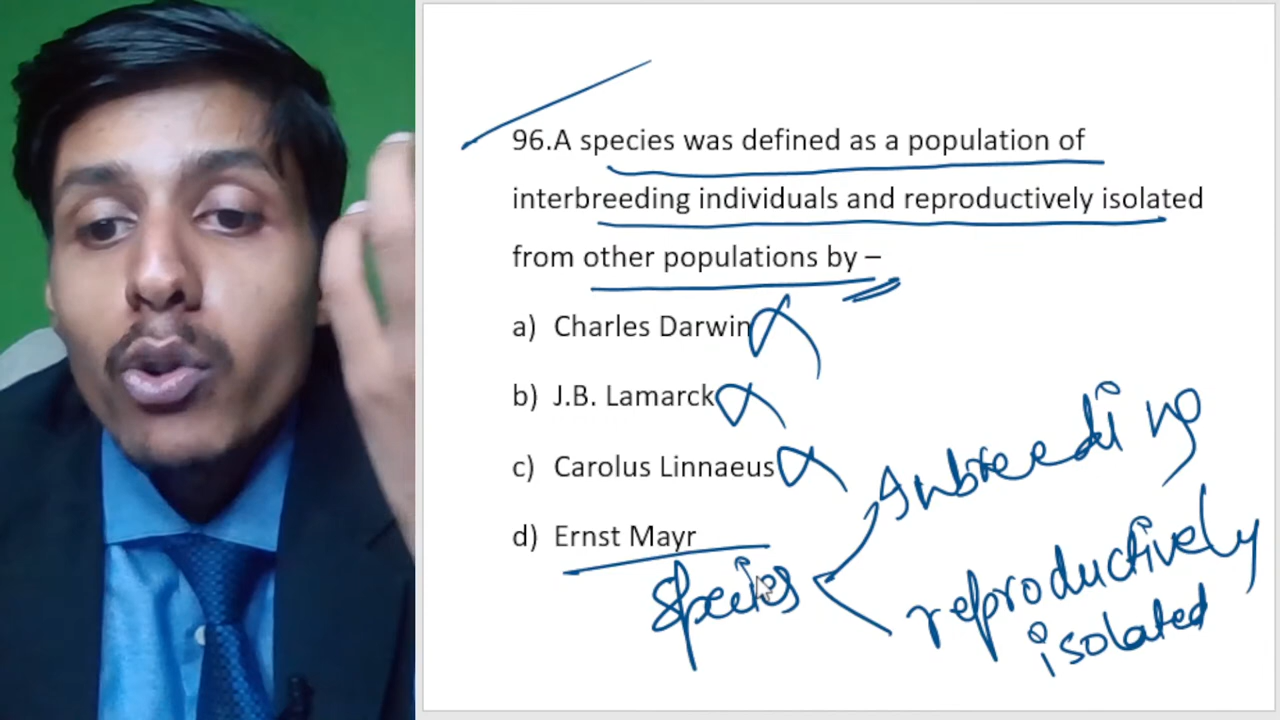 96.A species was defined as a population of
interbreeding individuals and reproductively isolated
from other populations by –
a) Charles Darwin
b) J.B. Lamarck
c) Carolus Linnaeus
d) Ernst Mayr
Inbreeding
species
reproductively
isolated